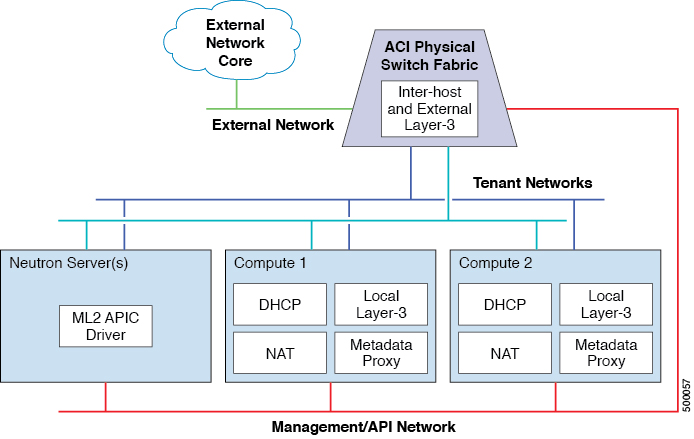 External
Network
Core
ACI Physical
Switch Fabric
Inter-host
and External
Layer-3
External Network
Tenant Networks
Neutron Server(s)
ML2 APIC
Driver
Compute 1
DHCP
Local
Layer-3
NAT
Metadata
Proxy
Compute 2
DHCP
Local
Layer-3
NAT
Metadata
Proxy
Management/API Network
500057